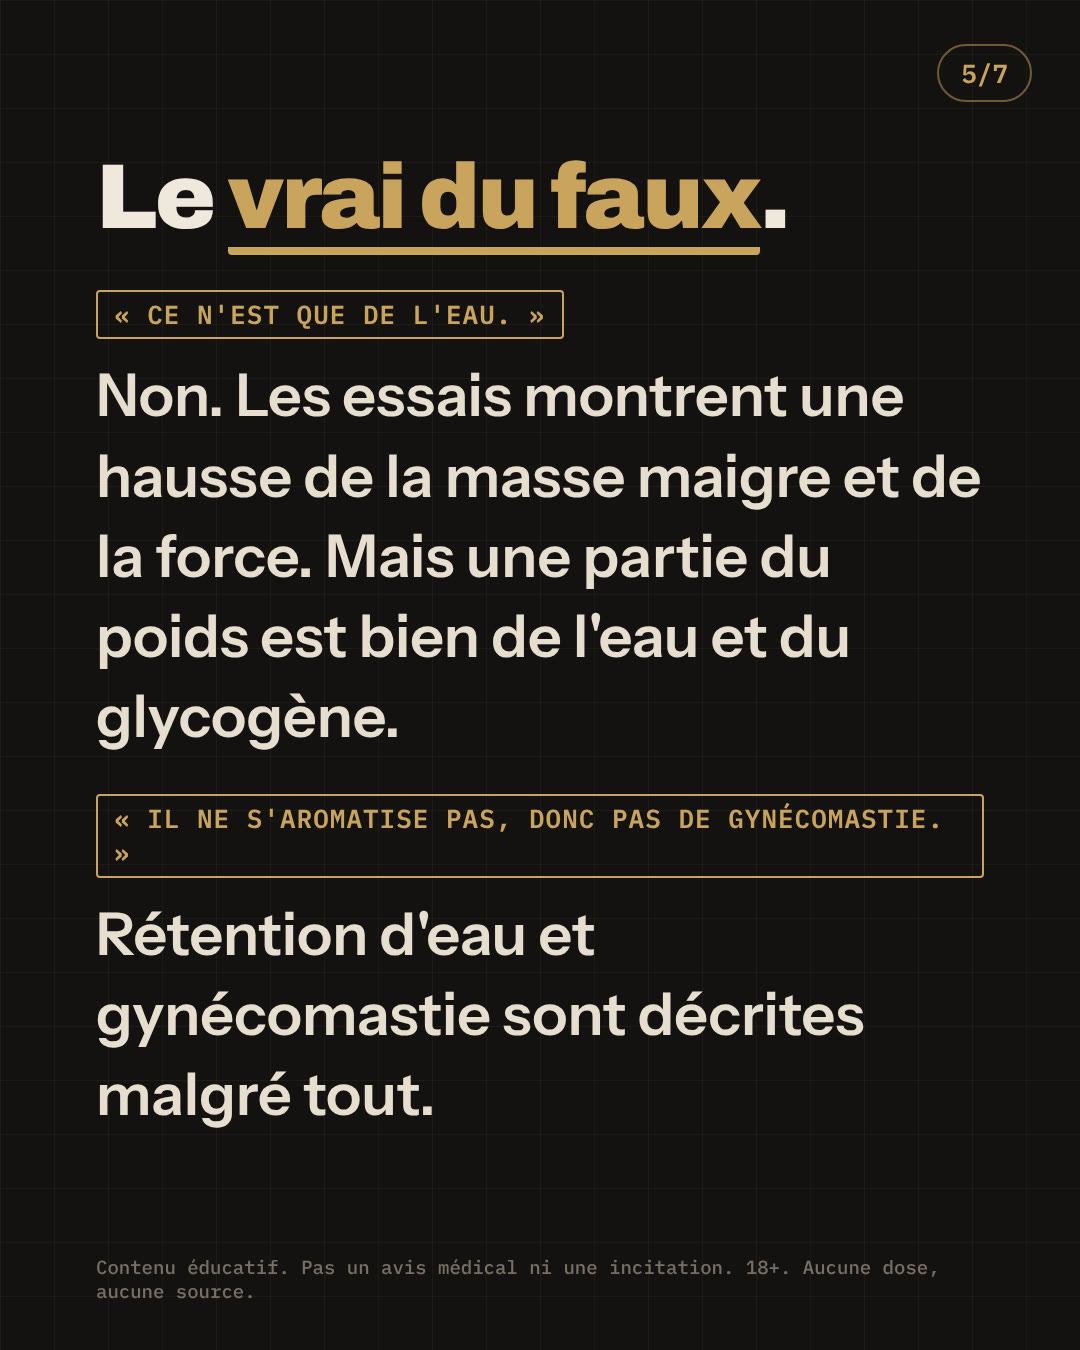 5/7
Le vrai du faux.
« CE N'EST QUE DE L'EAU. »
Non. Les essais montrent une
hausse de la masse maigre et de
la force. Mais une partie du
poids est bien de l'eau et du
glycogène.
« IL NE S'AROMATISE PAS, DONC PAS DE GYNÉCOMASTIE.
»
Rétention d'eau et
gynécomastie sont décrites
malgré tout.
Contenu éducatif. Pas un avis médical ni une incitation. 18+. Aucune dose,
aucune source.